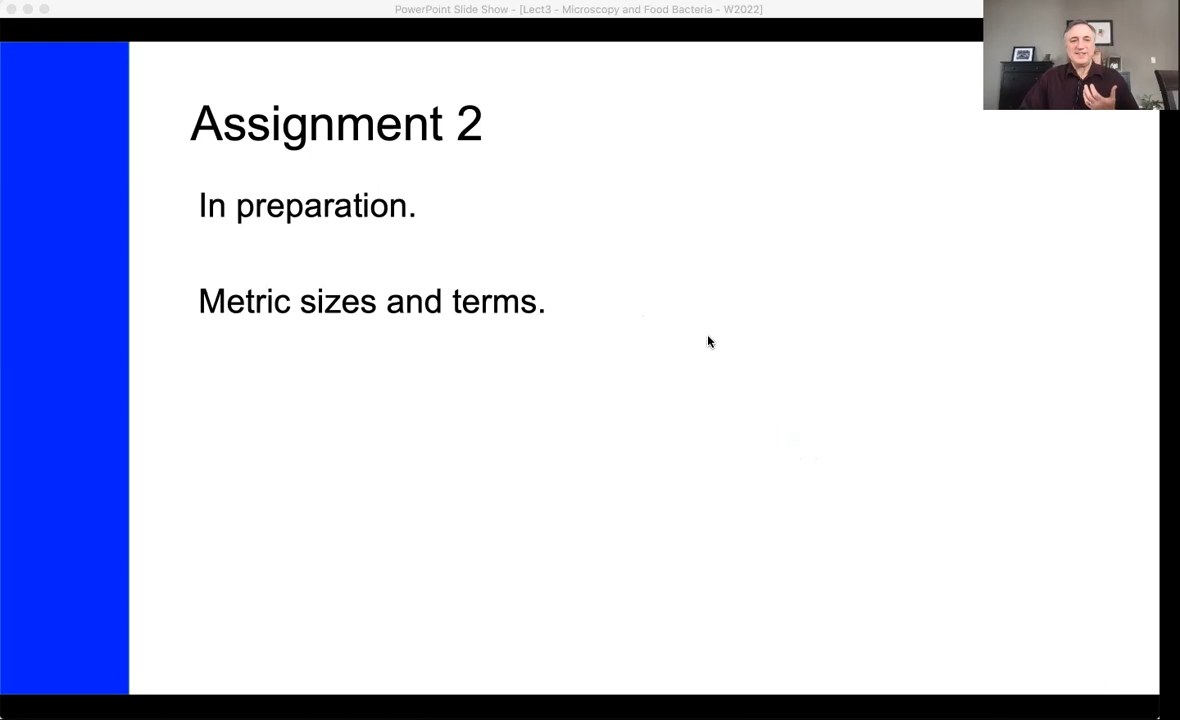 PowerPoint Slide Show - [Lect3 - Microscopy and Food Bacteria - W2022]
Assignment 2
In preparation.
Metric sizes and terms.